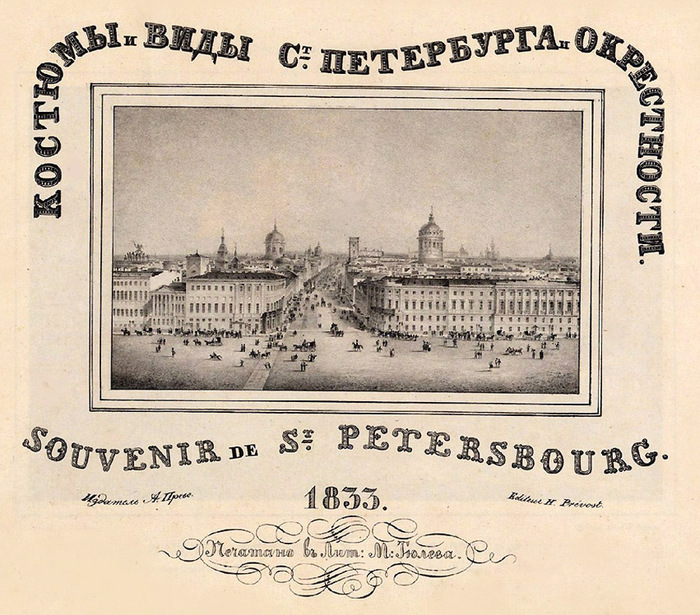 КОСТЮМЫ и ВИДЫ Ст. ПЕТЕРБУРГА и ОКРЕСТНОСТИ.
SOUVENIR DE St. PETERSBOURG.
Издатель А. Прево.
1833.
Editeur H. Prévost.
Печатано въ Лит: М: Тюлева.